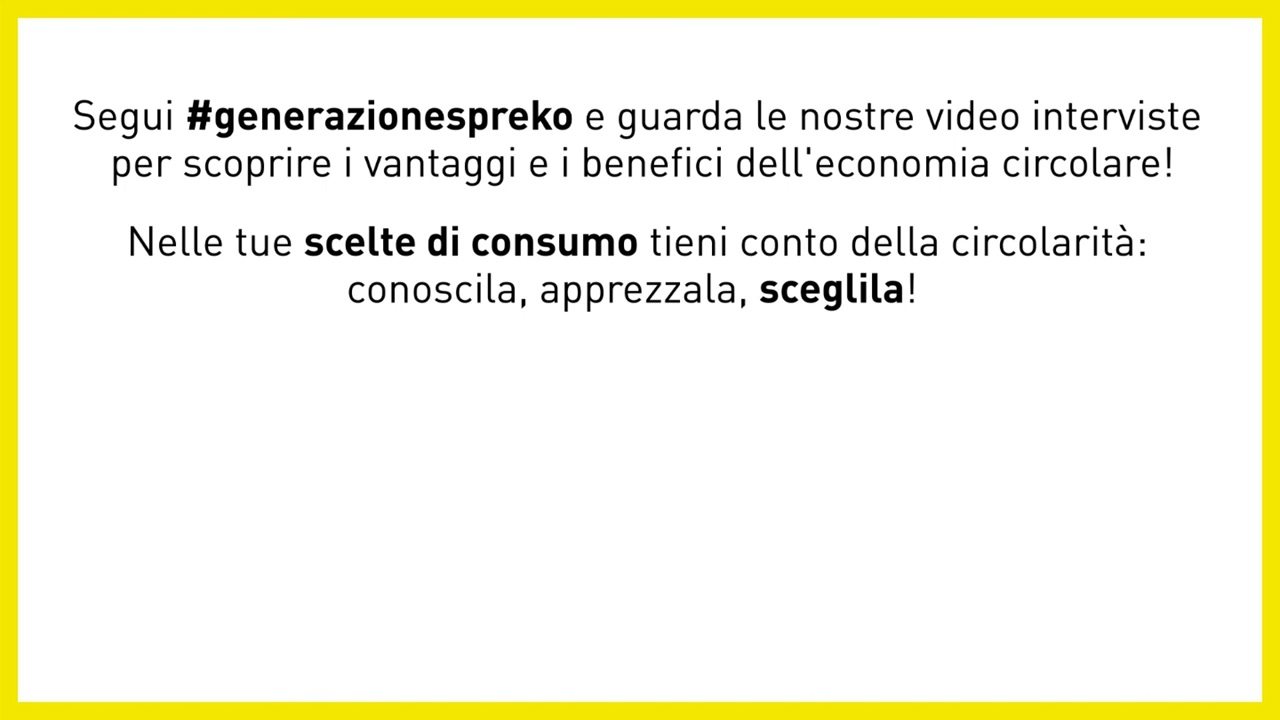 Segui #generazionespreko e guarda le nostre video interviste
per scoprire i vantaggi e i benefici dell'economia circolare!
Nelle tue scelte di consumo tieni conto della circolarità:
conoscila, apprezzala, sceglila!